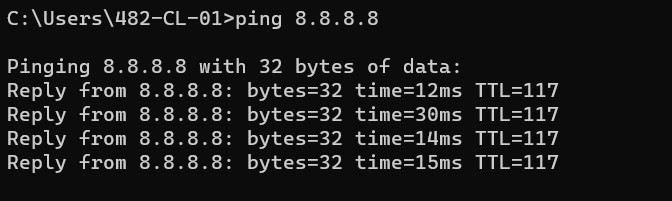 C:\Users\482-CL-01>ping 8.8.8.8
Pinging 8.8.8.8 with 32 bytes of data:
Reply from 8.8.8.8: bytes=32 time=12ms TTL=117
Reply from 8.8.8.8: bytes=32 time=30ms TTL=117
Reply from 8.8.8.8: bytes=32 time=14ms TTL=117
Reply from 8.8.8.8: bytes=32 time=15ms TTL=117